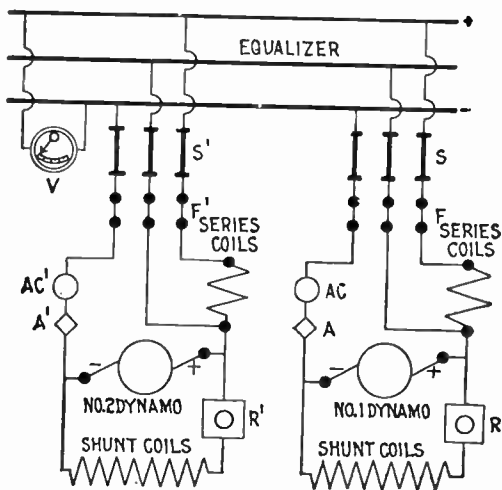 +
EQUALIZER
-
V
S'
S
F'
SERIES
COILS
F
SERIES
COILS
AC'
AC
A'
A
- +
- +
NO.2 DYNAMO
R'
NO.1 DYNAMO
R
SHUNT COILS
SHUNT COILS